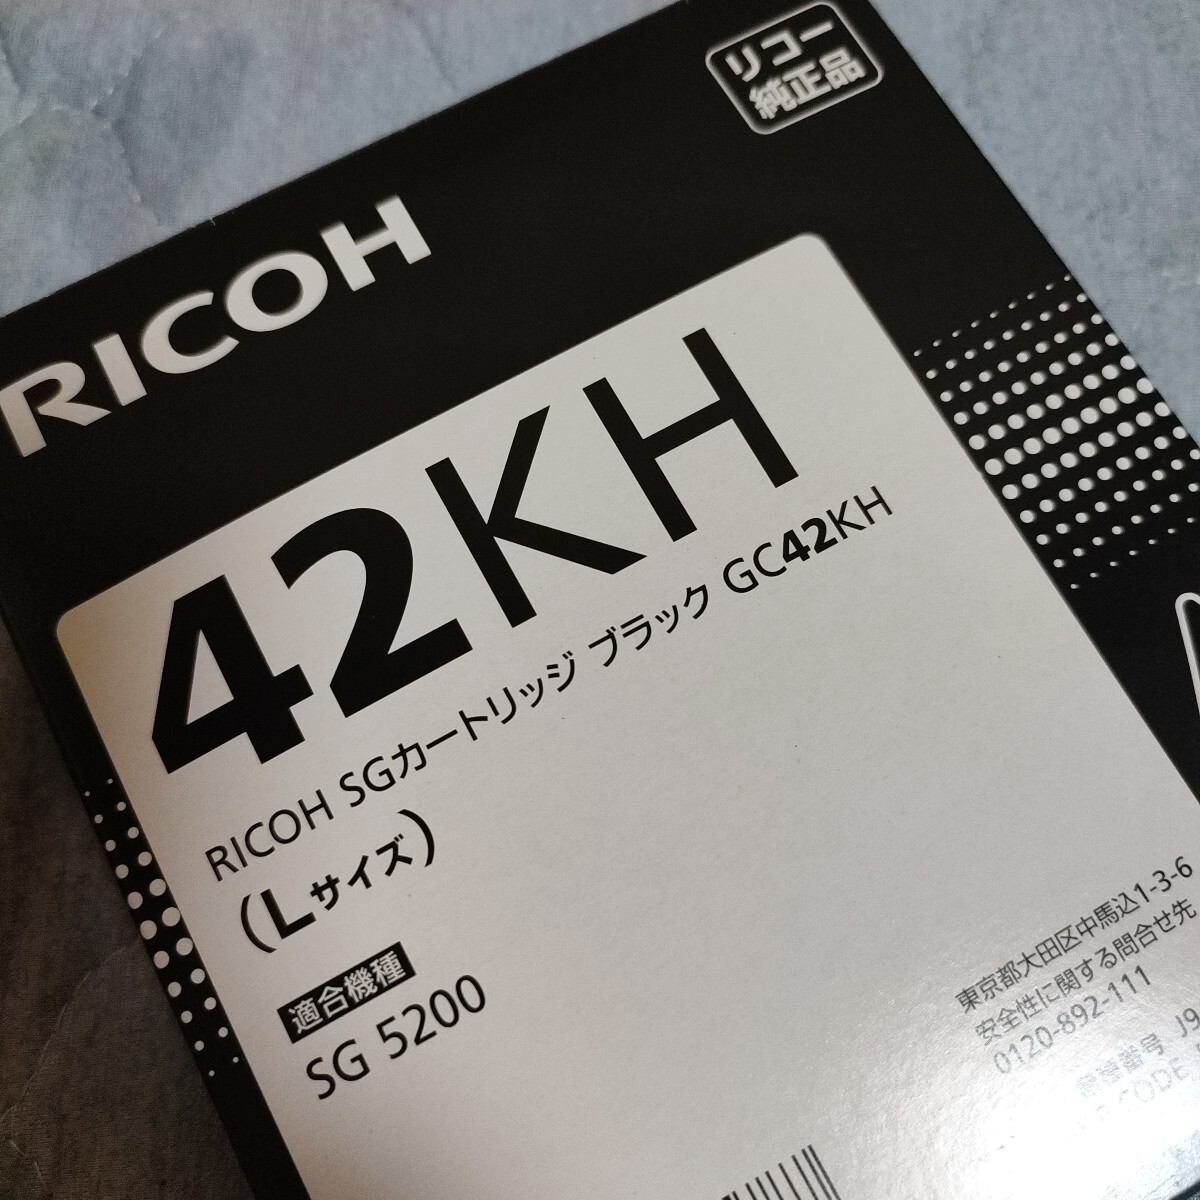 リコー
純正品
RICOH
42KH
RICOH SGカートリッジ ブラック GC42KH
(Lサイズ)
適合機種
SG 5200
東京都大田区中馬込1-3-6
安全性に関する問合せ先
0120-892-111
J9
CODE